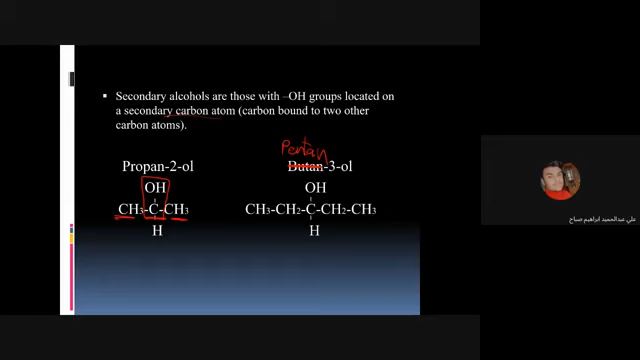 Secondary alcohols are those with –OH groups located on
a secondary carbon atom (carbon bound to two other
carbon atoms).
Pentan
Propan-2-ol Butan-3-ol
OH OH
CH3-C-CH3 CH3-CH2-C-CH2-CH3
H H
علي عبدالحميد ابراهيم صباح